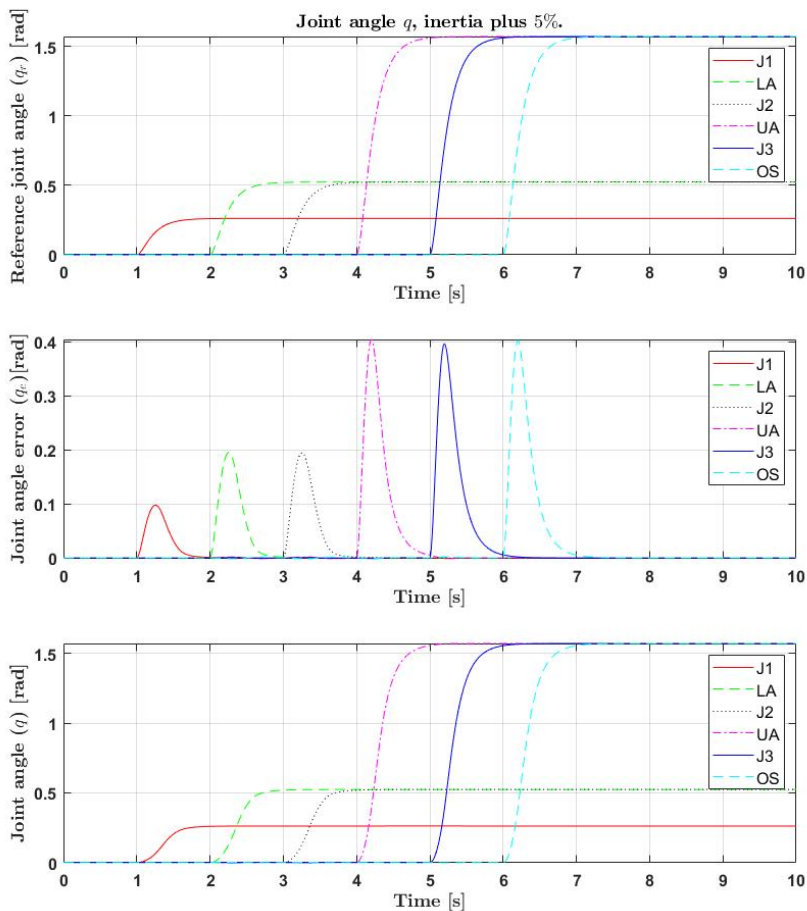 Joint angle q, inertia plus 5%.
Reference joint angle (qr) [rad]
1.5
1
0.5
0
0 1 2 3 4 5 6 7 8 9 10
Time [s]
J1
LA
J2
UA
J3
OS
Joint angle error (qe)[rad]
0.4
0.3
0.2
0.1
0
0 1 2 3 4 5 6 7 8 9 10
Time [s]
J1
LA
J2
UA
J3
OS
Joint angle (q) [rad]
1.5
1
0.5
0
0 1 2 3 4 5 6 7 8 9 10
Time [s]
J1
LA
J2
UA
J3
OS